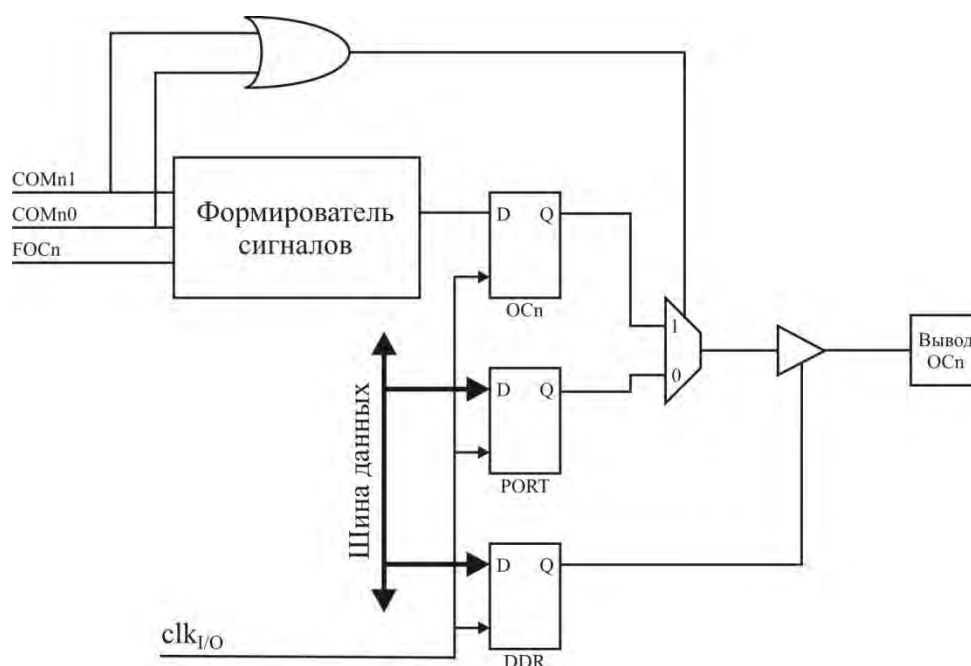 COMn1
COMn0
FOCn
Формирователь
сигналов
D Q
OCn
1
0
Вывод
OCn
D Q
PORT
Шина данных
D Q
DDR
clkI/O